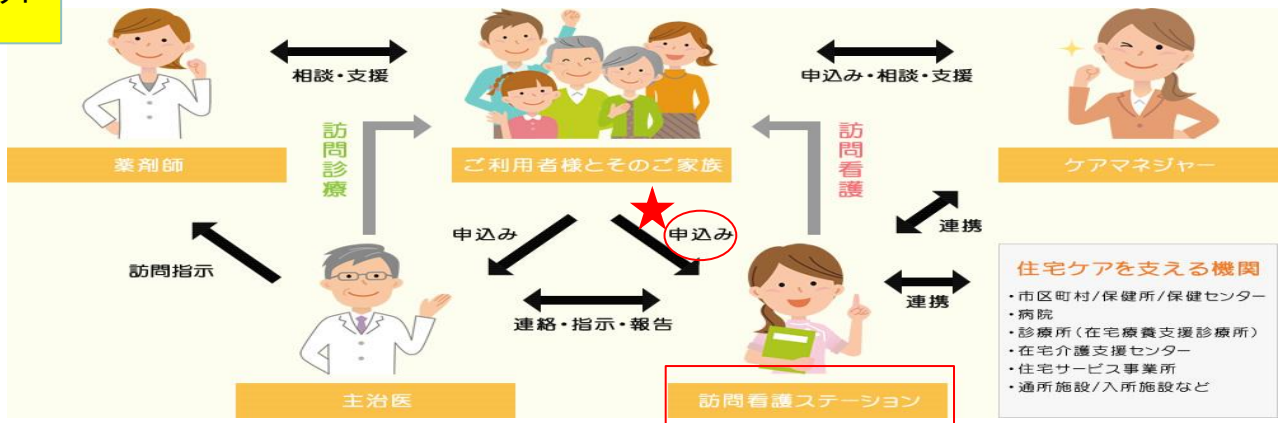 相談・支援
申込み・相談・支援
訪問診療
訪問看護
薬剤師
ご利用者様とそのご家族
ケアマネジャー
申込み
申込み
連携
訪問指示
連絡・指示・報告
連携
住宅ケアを支える機関
・市区町村/保健所/保健センター
・病院
・診療所(在宅療養支援診療所)
・在宅介護支援センター
・住宅サービス事業所
・通所施設/入所施設など
主治医
訪問看護ステーション